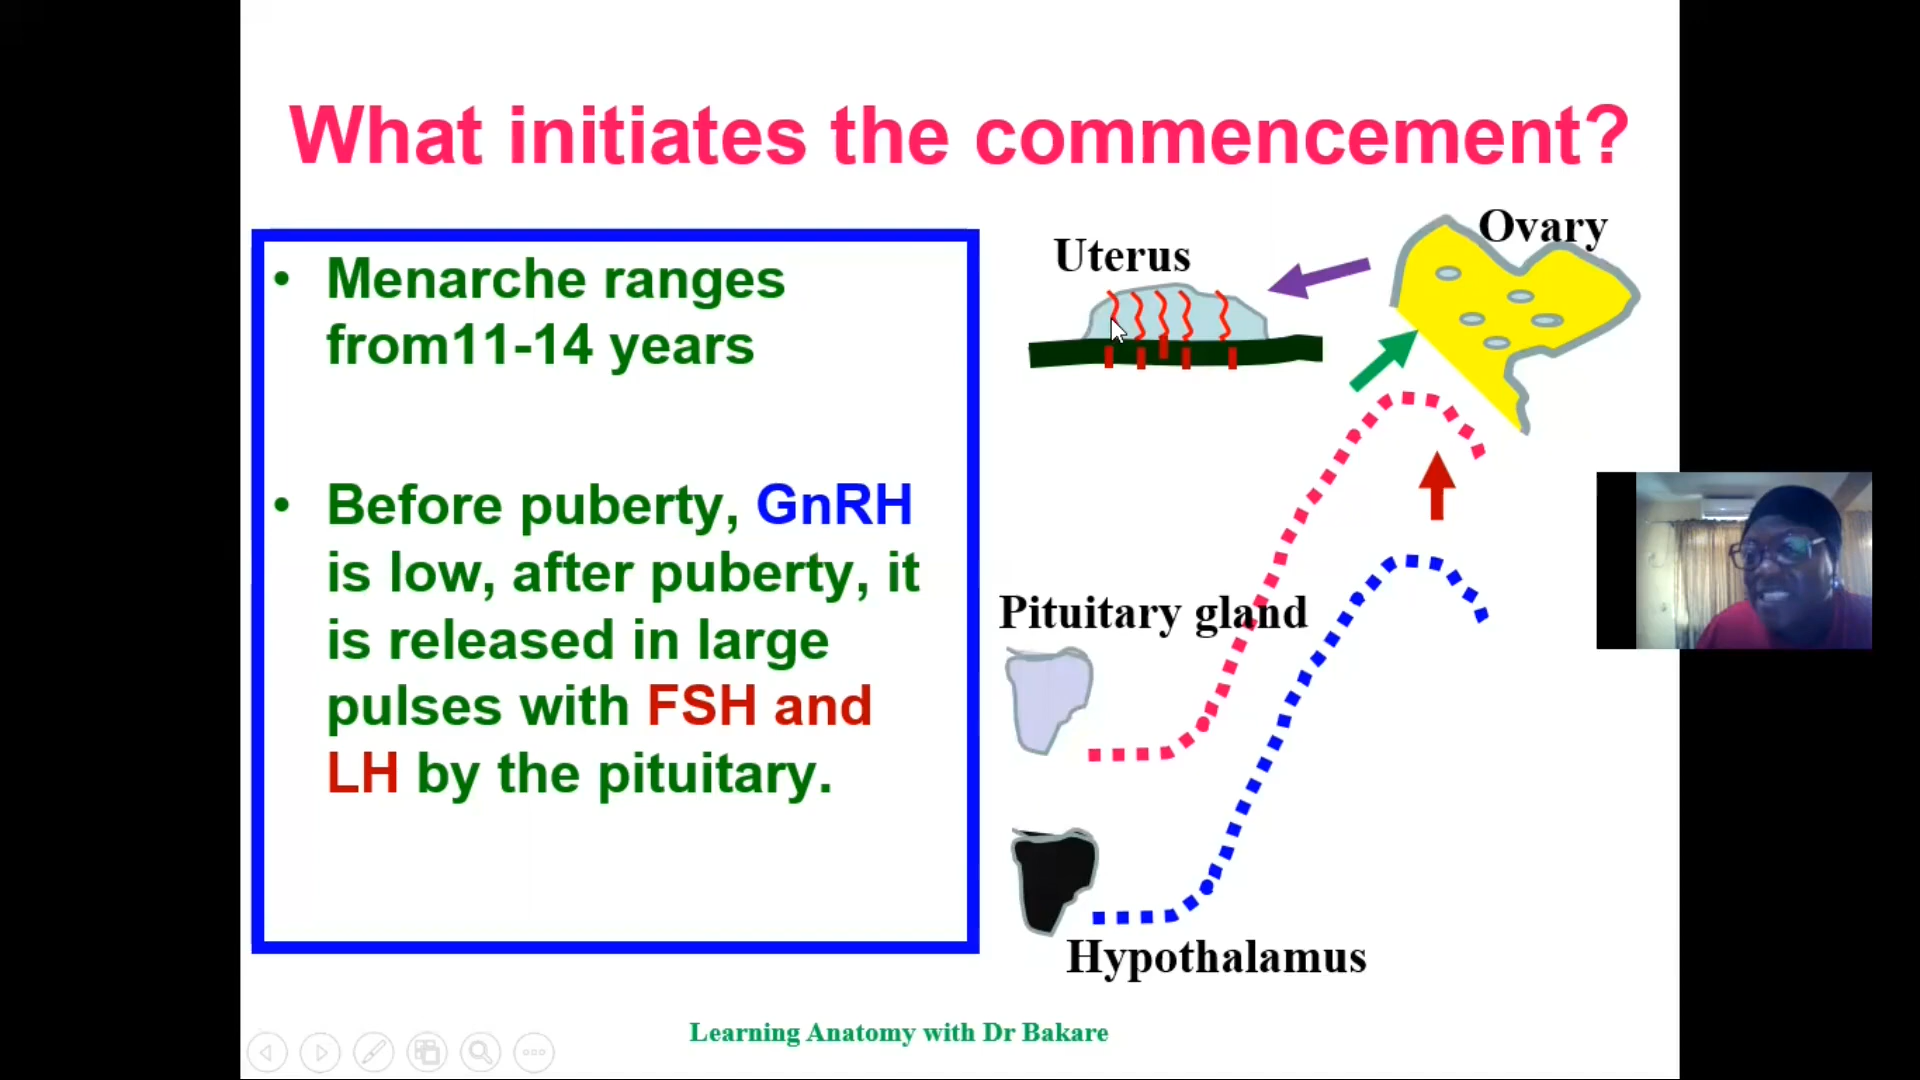 What initiates the commencement?
• Menarche ranges
from11-14 years
• Before puberty, GnRH
is low, after puberty, it
is released in large
pulses with FSH and
LH by the pituitary.
Uterus
Ovary
Pituitary gland
Hypothalamus
Learning Anatomy with Dr Bakare